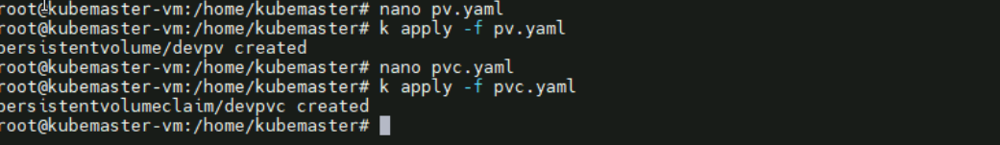 root@kubemaster-vm:/home/kubemaster# nano pv.yaml
root@kubemaster-vm:/home/kubemaster# k apply -f pv.yaml
persistentvolume/devpv created
root@kubemaster-vm:/home/kubemaster# nano pvc.yaml
root@kubemaster-vm:/home/kubemaster# k apply -f pvc.yaml
persistentvolumeclaim/devpvc created
root@kubemaster-vm:/home/kubemaster#